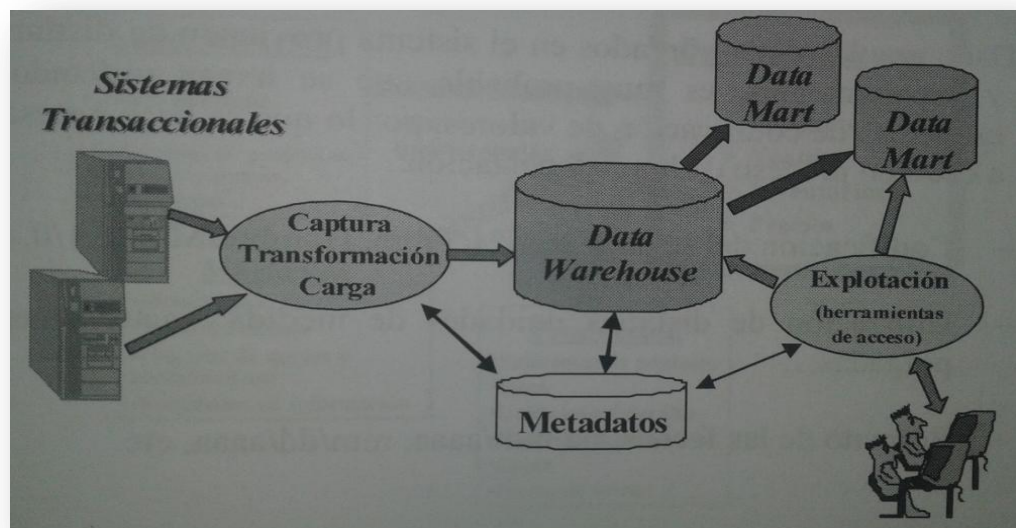 Sistemas
Transaccionales
Captura
Transformación
Carga
Data
Warehouse
Data
Mart
Data
Mart
Explotación
(herramientas
de acceso)
Metadatos